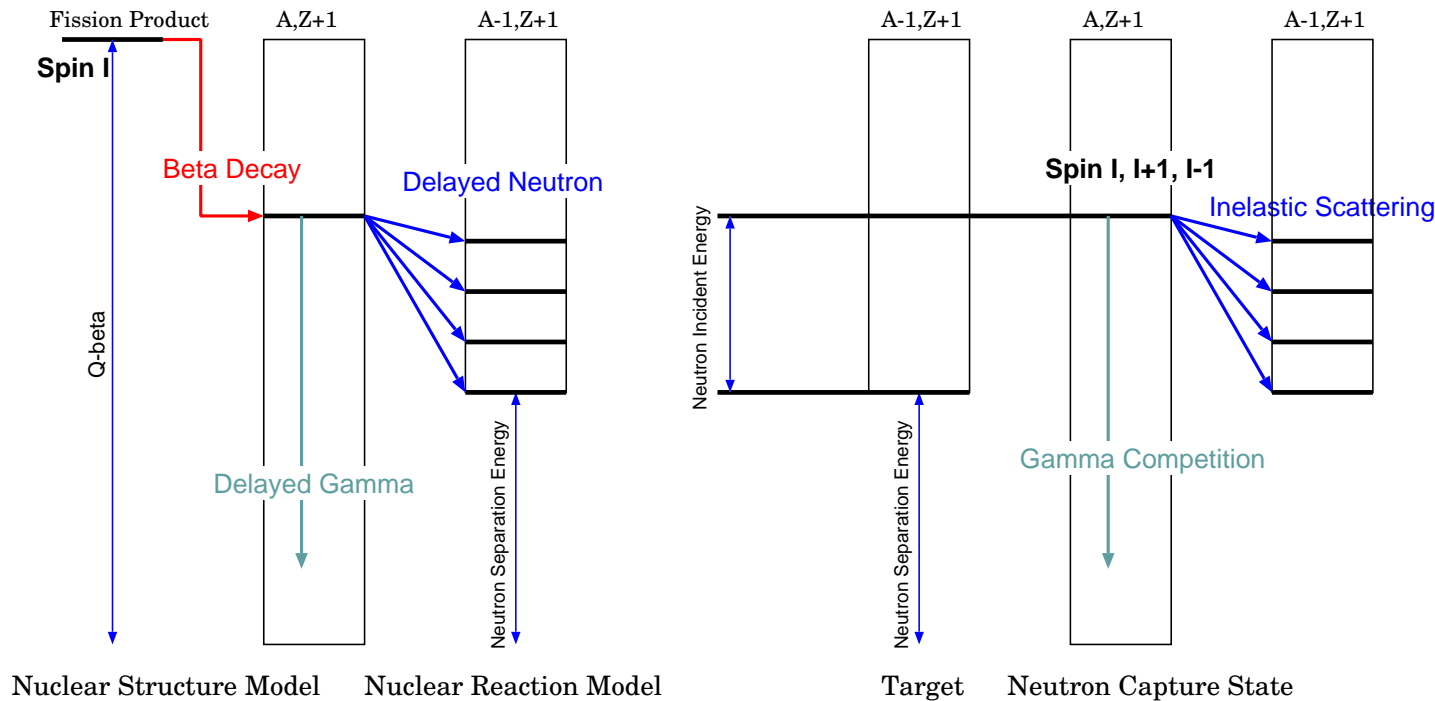 Fission Product
A,Z+1
A-1,Z+1
A-1,Z+1
A,Z+1
A-1,Z+1
Spin I
Beta Decay
Delayed Neutron
Spin I, I+1, I-1
Inelastic Scattering
Q-beta
Neutron Incident Energy
Delayed Gamma
Neutron Separation Energy
Neutron Separation Energy
Gamma Competition
Nuclear Structure Model
Nuclear Reaction Model
Target
Neutron Capture State